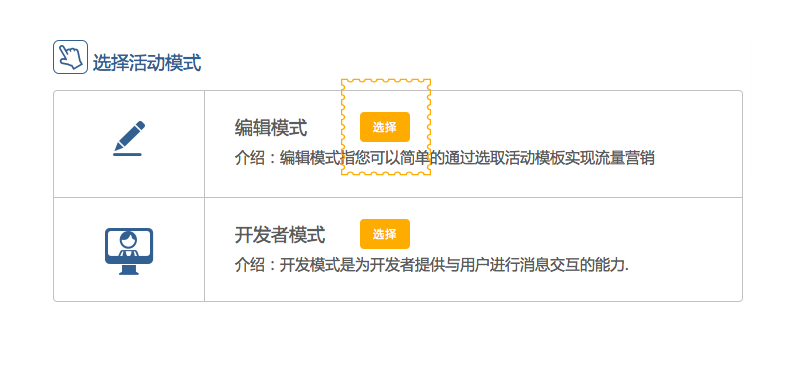 选择活动模式
编辑模式 选择
介绍：编辑模式指您可以简单的通过选取活动模板实现流量营销
开发者模式 选择
介绍：开发模式是为开发者提供与用户进行消息交互的能力.